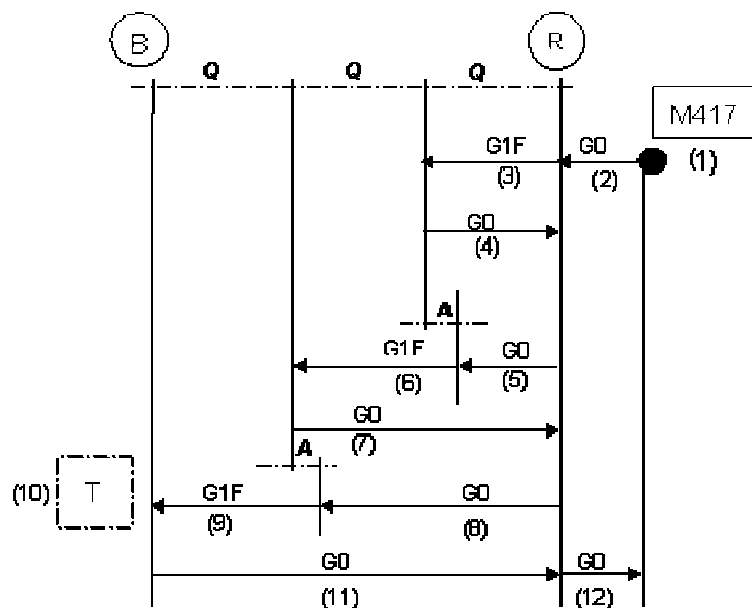 B
R
Q Q Q
M417
G1F G0
(3) (2) (1)
G0
(4)
A
G1F G0
(6) (5)
G0
(7)
A
(10) T G1F G0
(9) (8)
G0 G0
(11) (12)